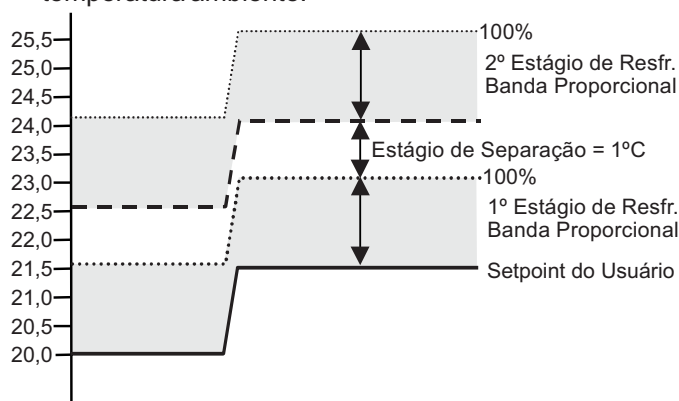 temperatura ambiente.
25,5
100%
25,0
2º Estágio de Resfr.
Banda Proporcional
24,5
24,0
23,5
Estágio de Separação = 1ºC
23,0
100%
22,5
1º Estágio de Resfr.
22,0
Banda Proporcional
21,5
Setpoint do Usuário
21,0
20,5
20,0